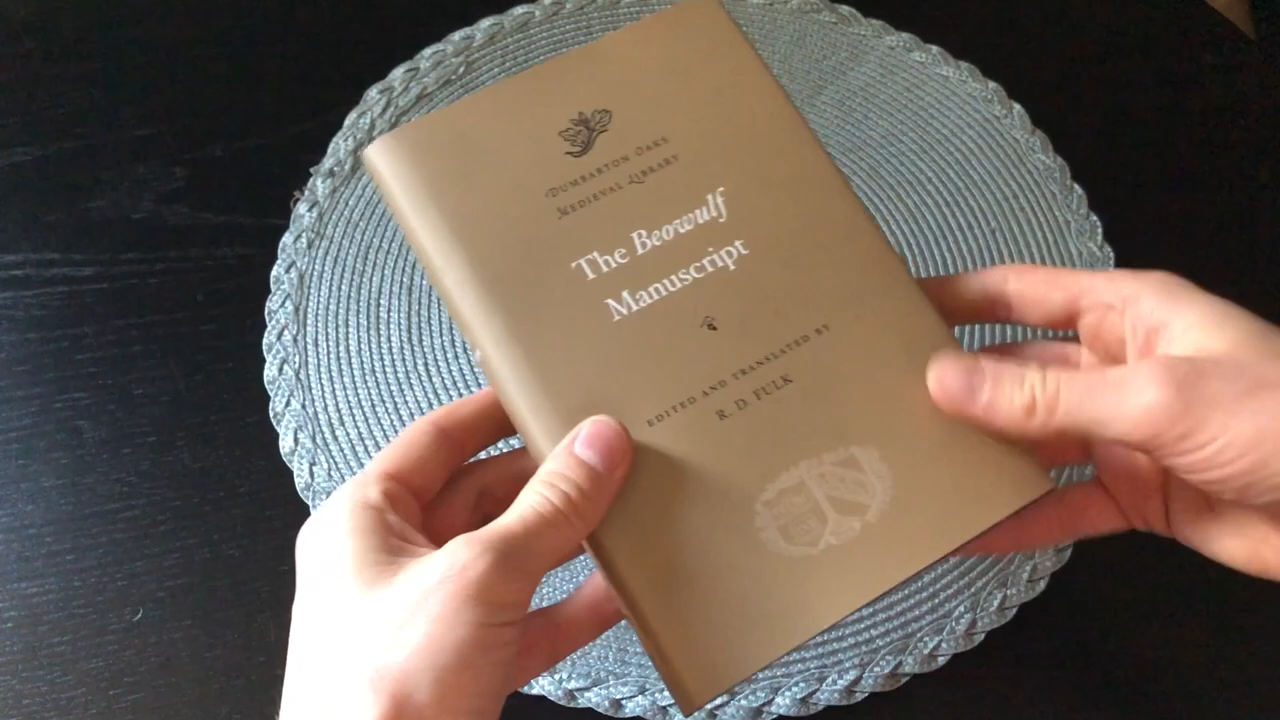 Dumbarton Oaks
Medieval Library
The Beowulf
Manuscript
EDITED AND TRANSLATED BY
R. D. FULK